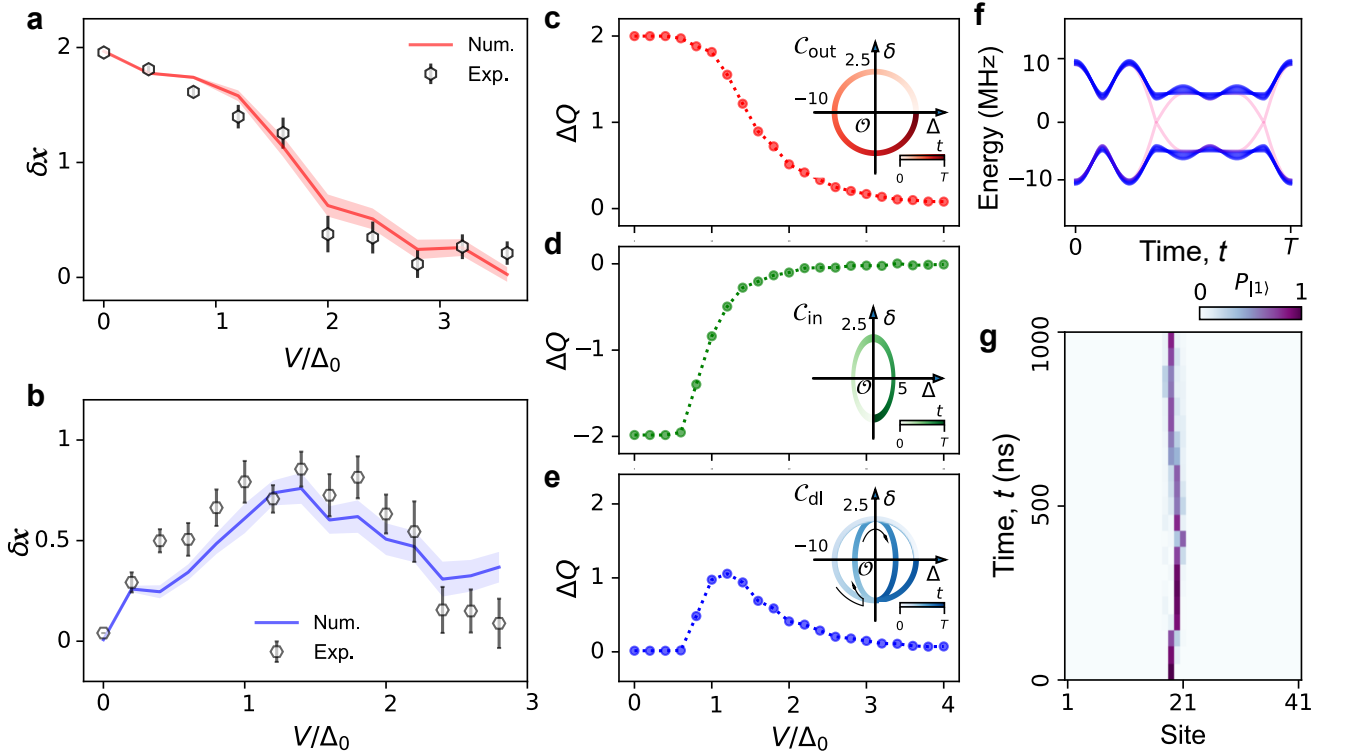 a
2
1
0
δx
0
1
2
3
V/Δ₀
Num.
Exp.
b
1
0.5
0
δx
0
1
2
3
V/Δ₀
Num.
Exp.
c
2
1
0
ΔQ
𝒞out
2.5
δ
−10
𝒪
Δ
t
0
T
d
0
−1
−2
ΔQ
𝒞in
2.5
δ
𝒪
5
Δ
t
0
T
e
2
1
0
ΔQ
𝒞dl
2.5
δ
−10
𝒪
Δ
t
0
T
0
1
2
3
4
V/Δ₀
f
10
0
−10
Energy (MHz)
0
T
Time, t
P|1⟩
0
1
g
1000
500
0
Time, t (ns)
1
21
41
Site